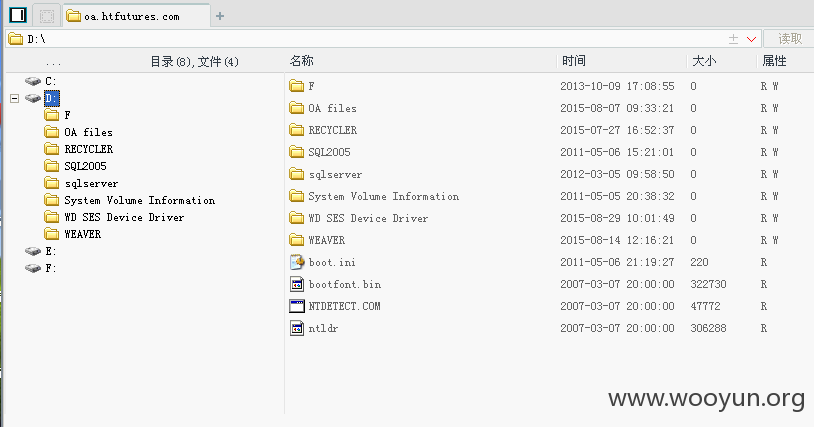 oa.htfutures.com
D:\
读取
... 目录(8),文件(4)
名称 时间 大小 属性
C:
D:
F
OA files
RECYCLER
SQL2005
sqlserver
System Volume Information
WD SES Device Driver
WEAVER
E:
F:
F 2013-10-09 17:08:55 0 R W
OA files 2015-08-07 09:33:21 0 R W
RECYCLER 2015-07-27 16:52:37 0 R W
SQL2005 2011-05-06 15:21:01 0 R W
sqlserver 2012-03-05 09:58:50 0 R W
System Volume Information 2011-05-05 20:38:32 0 R W
WD SES Device Driver 2015-08-29 10:01:49 0 R W
WEAVER 2015-08-14 12:16:21 0 R W
boot.ini 2011-05-06 21:19:27 220 R
bootfont.bin 2007-03-07 20:00:00 322730 R
NTDETECT.COM 2007-03-07 20:00:00 47772 R
ntldr 2007-03-07 20:00:00 306288 R
www.wooyun.org